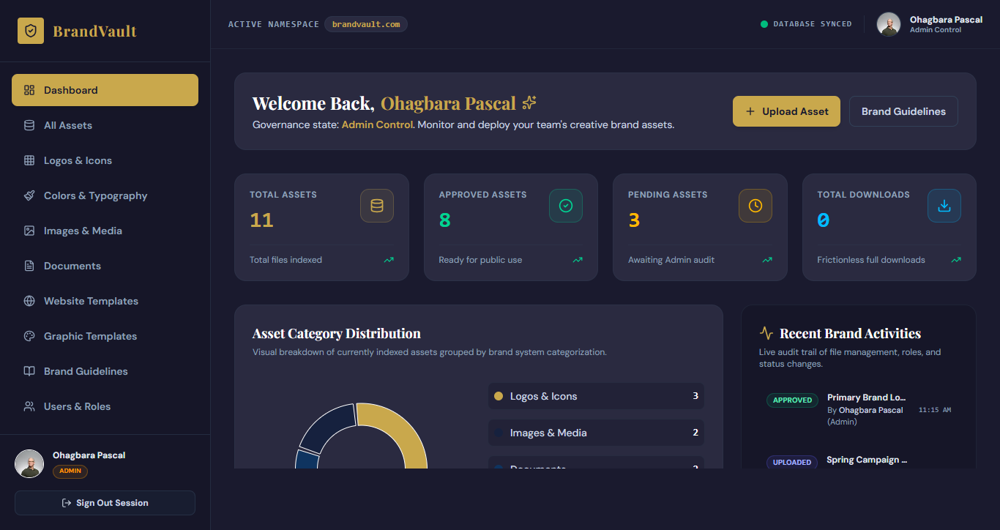 BrandVault
Dashboard
All Assets
Logos & Icons
Colors & Typography
Images & Media
Documents
Website Templates
Graphic Templates
Brand Guidelines
Users & Roles
Ohagbara Pascal
ADMIN
Sign Out Session
ACTIVE NAMESPACE brandvault.com
DATABASE SYNCED
Ohagbara Pascal
Admin Control
Welcome Back, Ohagbara Pascal
Governance state: Admin Control. Monitor and deploy your team's creative brand assets.
Upload Asset
Brand Guidelines
TOTAL ASSETS
11
Total files indexed
APPROVED ASSETS
8
Ready for public use
PENDING ASSETS
3
Awaiting Admin audit
TOTAL DOWNLOADS
0
Frictionless full downloads
Asset Category Distribution
Visual breakdown of currently indexed assets grouped by brand system categorization.
Logos & Icons 3
Images & Media 2
Documents 2
Recent Brand Activities
Live audit trail of file management, roles, and
status changes.
APPROVED
Primary Brand Lo...
By Ohagbara Pascal
(Admin)
11:15 AM
UPLOADED
Spring Campaign ...